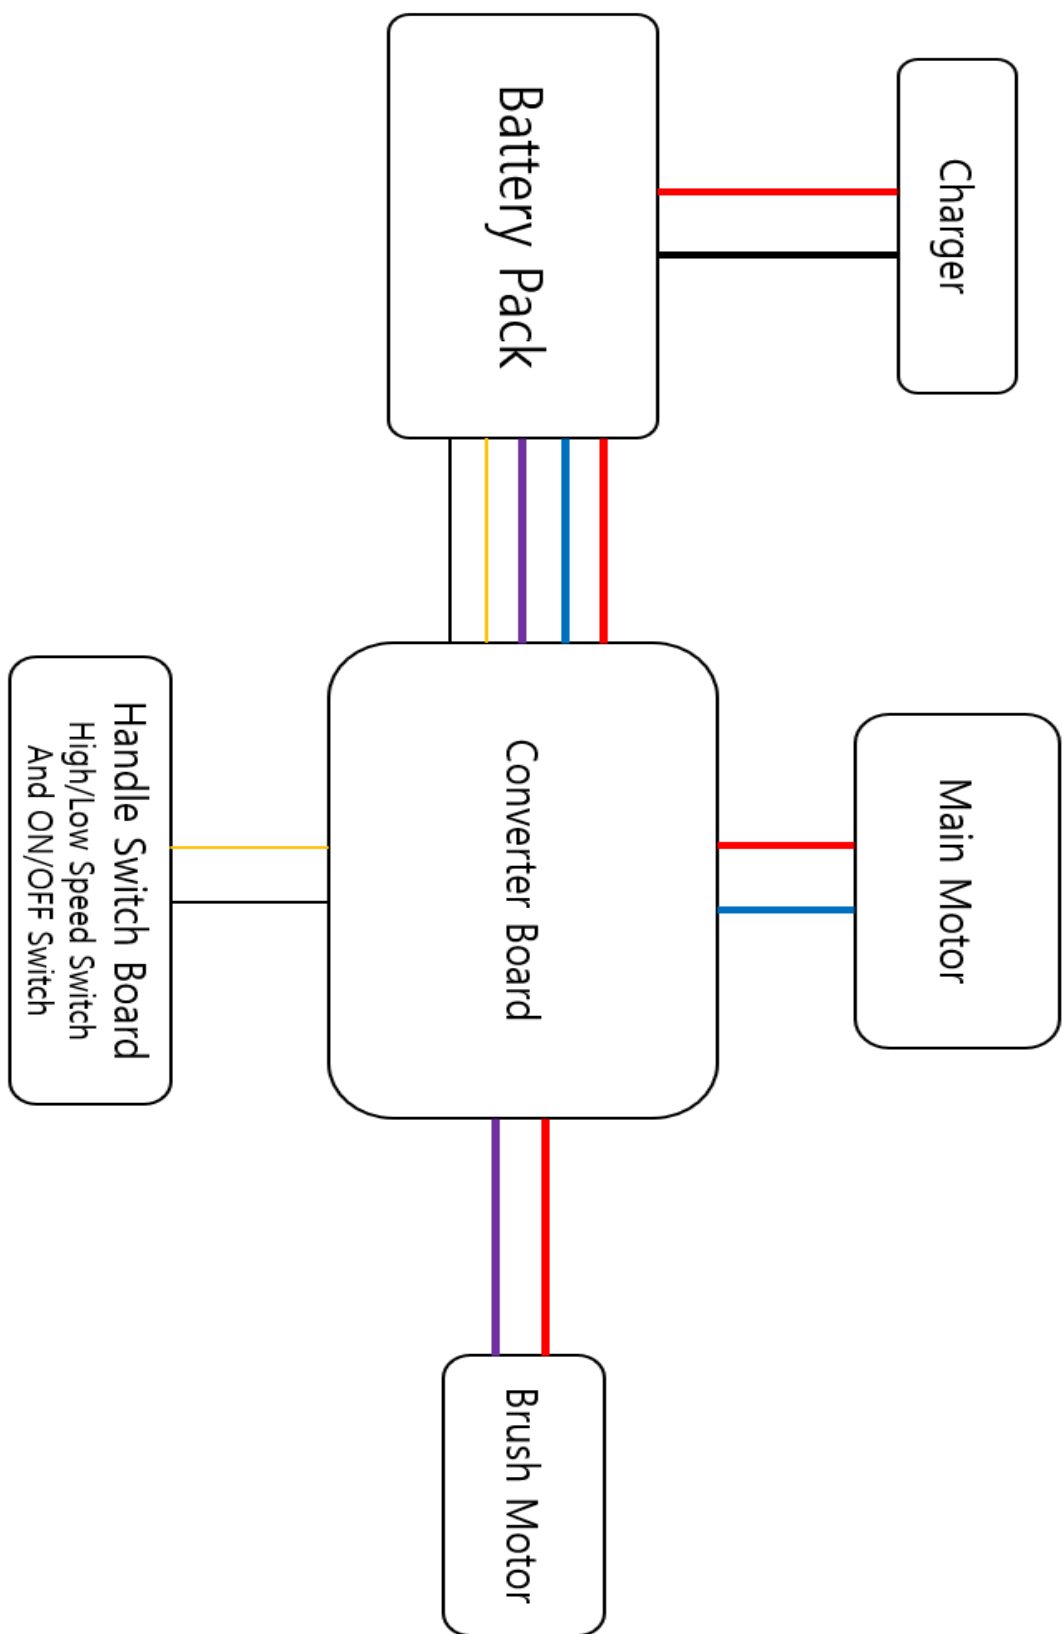 Battery Pack
Charger
Converter Board
Main Motor
Handle Switch Board
High/Low Speed Switch
And ON/OFF Switch
Brush Motor